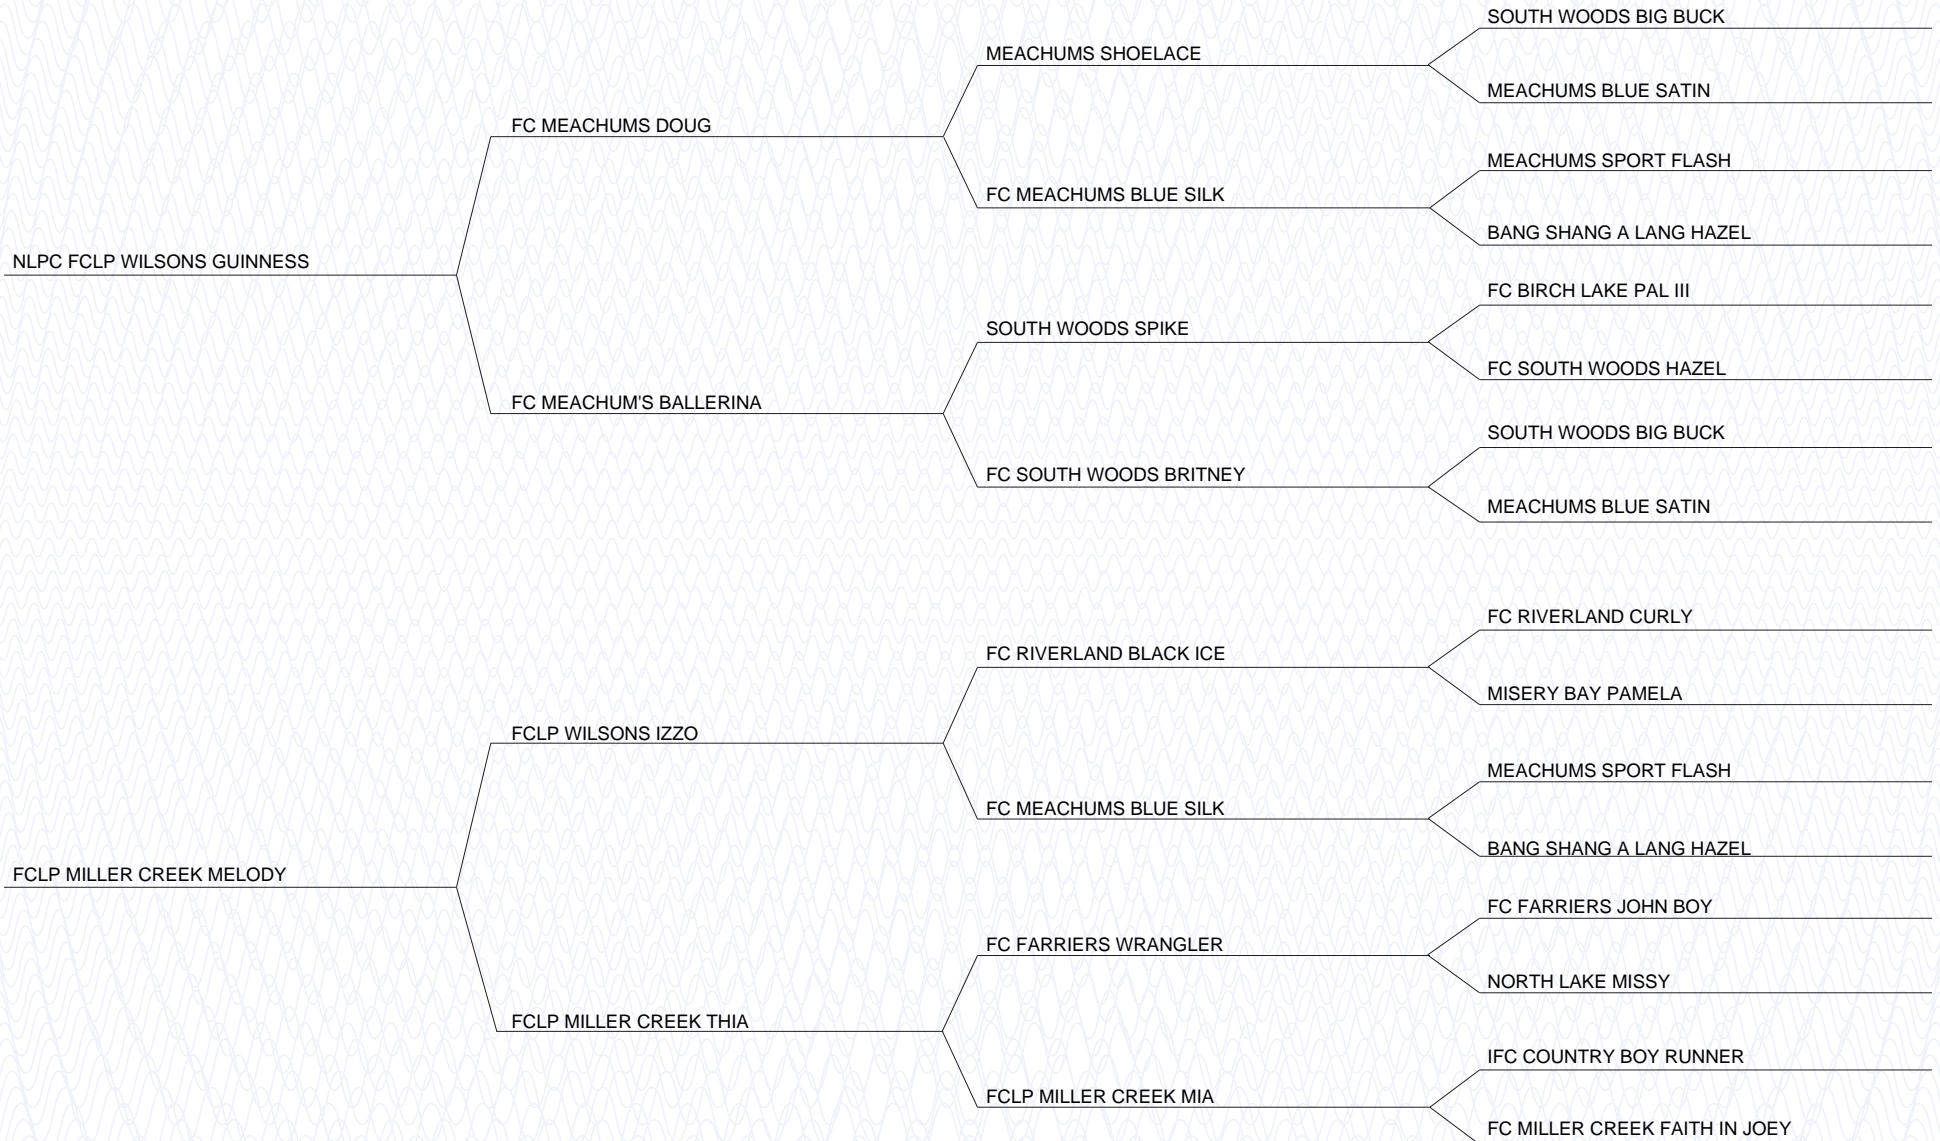 SOUTH WOODS BIG BUCK
MEACHUMS SHOELACE
MEACHUMS BLUE SATIN
FC MEACHUMS DOUG
MEACHUMS SPORT FLASH
FC MEACHUMS BLUE SILK
BANG SHANG A LANG HAZEL
NLPC FCLP WILSONS GUINNESS
FC BIRCH LAKE PAL III
SOUTH WOODS SPIKE
FC SOUTH WOODS HAZEL
FC MEACHUM'S BALLERINA
SOUTH WOODS BIG BUCK
FC SOUTH WOODS BRITNEY
MEACHUMS BLUE SATIN
FC RIVERLAND CURLY
FC RIVERLAND BLACK ICE
MISERY BAY PAMELA
FCLP WILSONS IZZO
MEACHUMS SPORT FLASH
FC MEACHUMS BLUE SILK
BANG SHANG A LANG HAZEL
FCLP MILLER CREEK MELODY
FC FARRIERS JOHN BOY
FC FARRIERS WRANGLER
NORTH LAKE MISSY
FCLP MILLER CREEK THIA
IFC COUNTRY BOY RUNNER
FCLP MILLER CREEK MIA
FC MILLER CREEK FAITH IN JOEY